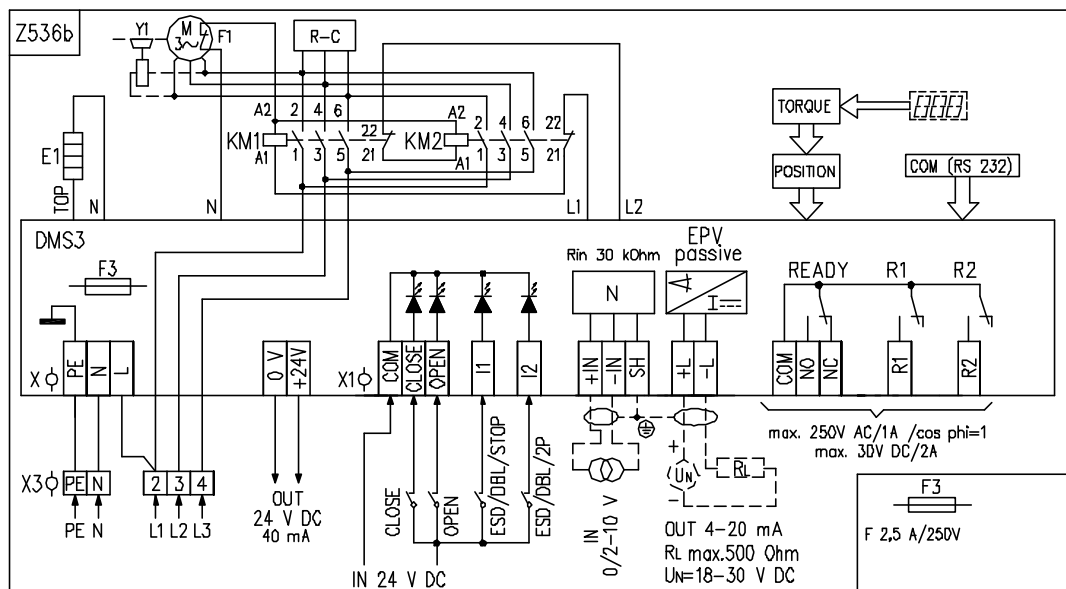 Z536b
Y1
M
3
F1
R-C
A2
2 4 6
22
KM1
A1
1 3 5
21
A2
2 4 6
22
KM2
A1
1 3 5
21
TORQUE
POSITION
COM (RS 232)
E1
TOP
N
N
L1
L2
DMS3
F3
Rin 30 kOhm
N
EPV
passive
I
READY
R1
R2
X
PE
N
L
0 V
+24V
X1
COM
CLOSE
OPEN
I1
I2
+IN
-IN
SH
+L
-L
COM
NO
NC
R1
R2
max. 250V AC/1A /cos phi=1
max. 30V DC/2A
X3
PE
N
2
3
4
PE N
L1 L2 L3
OUT
24 V DC
40 mA
CLOSE
OPEN
ESD/DBL/STOP
ESD/DBL/2P
IN 24 V DC
IN
0/2-10 V
+
UN
-
RL
OUT 4-20 mA
RL max.500 Ohm
UN=18-30 V DC
F3
F 2,5 A/250V